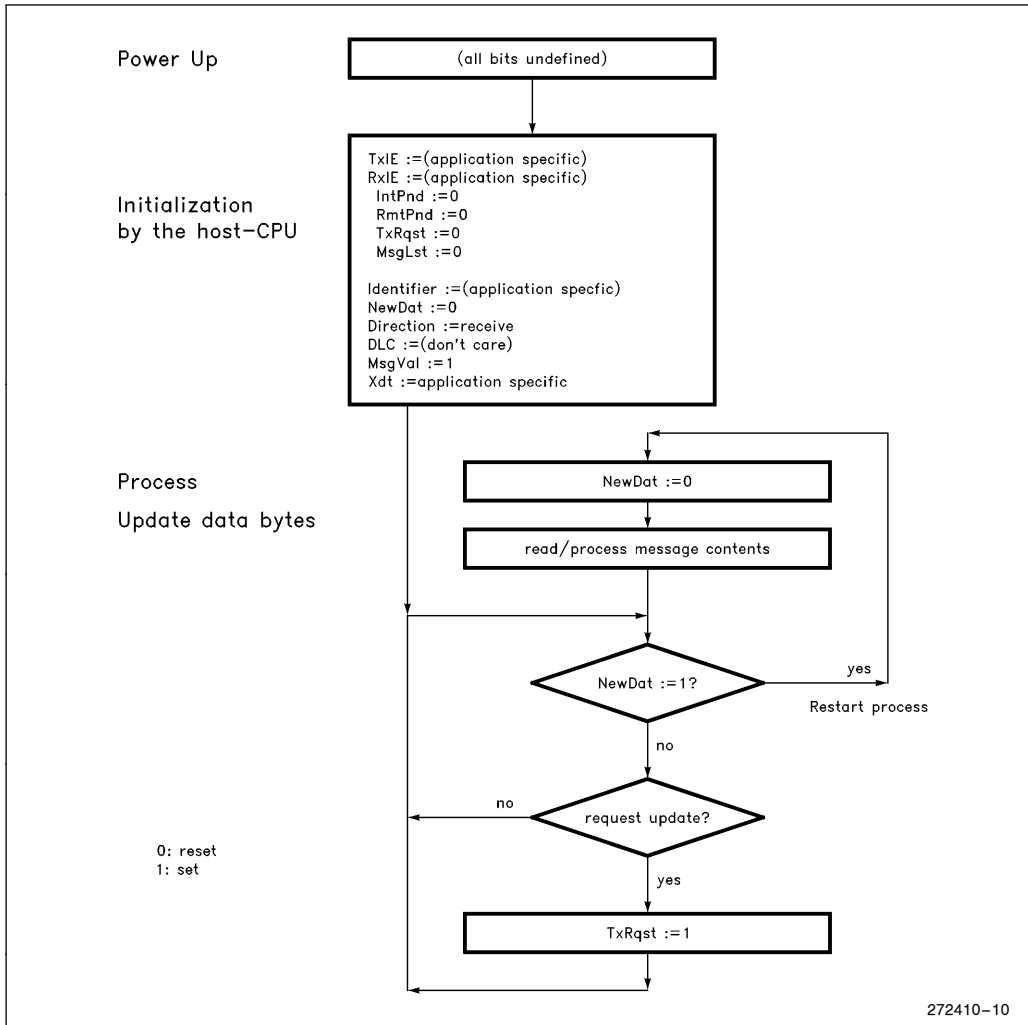 Power Up
(all bits undefined)
Initialization
by the host-CPU
TxIE :=(application specific)
RxIE :=(application specific)
IntPnd :=0
RmtPnd :=0
TxRqst :=0
MsgLst :=0
Identifier :=(application specfic)
NewDat :=0
Direction :=receive
DLC :=(don't care)
MsgVal :=1
Xdt :=application specific
Process
Update data bytes
NewDat :=0
read/process message contents
NewDat :=1?
yes
Restart process
no
request update?
no
yes
0: reset
1: set
TxRqst :=1
272410-10